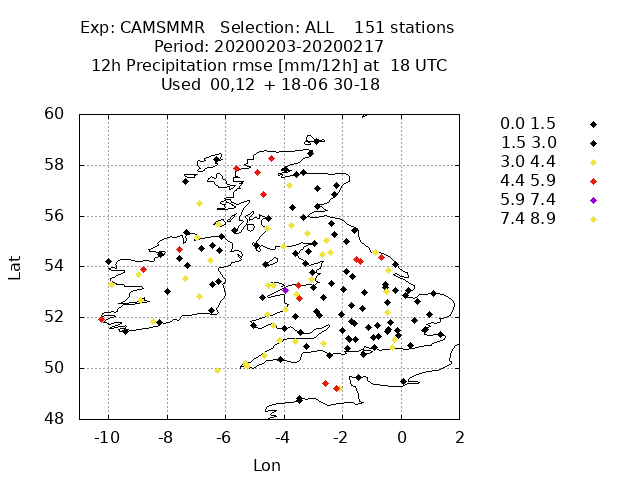 Exp: CAMSMMR Selection: ALL 151 stations
Period: 20200203-20200217
12h Precipitation rmse [mm/12h] at 18 UTC
Used 00,12 + 18-06 30-18
60
58
56
54
52
50
48
Lat
-10 -8 -6 -4 -2 0 2
Lon
0.0 1.5
1.5 3.0
3.0 4.4
4.4 5.9
5.9 7.4
7.4 8.9